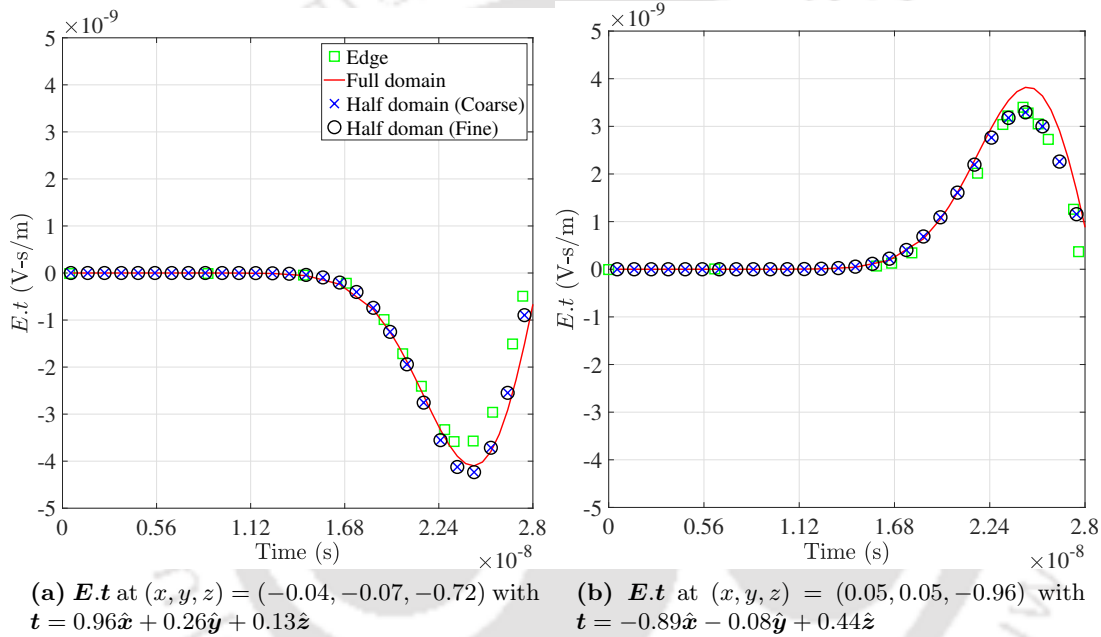 ×10⁻⁹
5
4
3
2
1
0
-1
-2
-3
-4
-5
E.t (V-s/m)
Edge
Full domain
Half domain (Coarse)
Half doman (Fine)
0 0.56 1.12 1.68 2.24 2.8
Time (s)
×10⁻⁸
(a) E.t at (x, y, z) = (−0.04, −0.07, −0.72) with
t = 0.96x̂ + 0.26ŷ + 0.13ẑ
×10⁻⁹
5
4
3
2
1
0
-1
-2
-3
-4
-5
E.t (V-s/m)
0 0.56 1.12 1.68 2.24 2.8
Time (s)
×10⁻⁸
(b) E.t at (x, y, z) = (0.05, 0.05, −0.96) with
t = −0.89x̂ − 0.08ŷ + 0.44ẑ